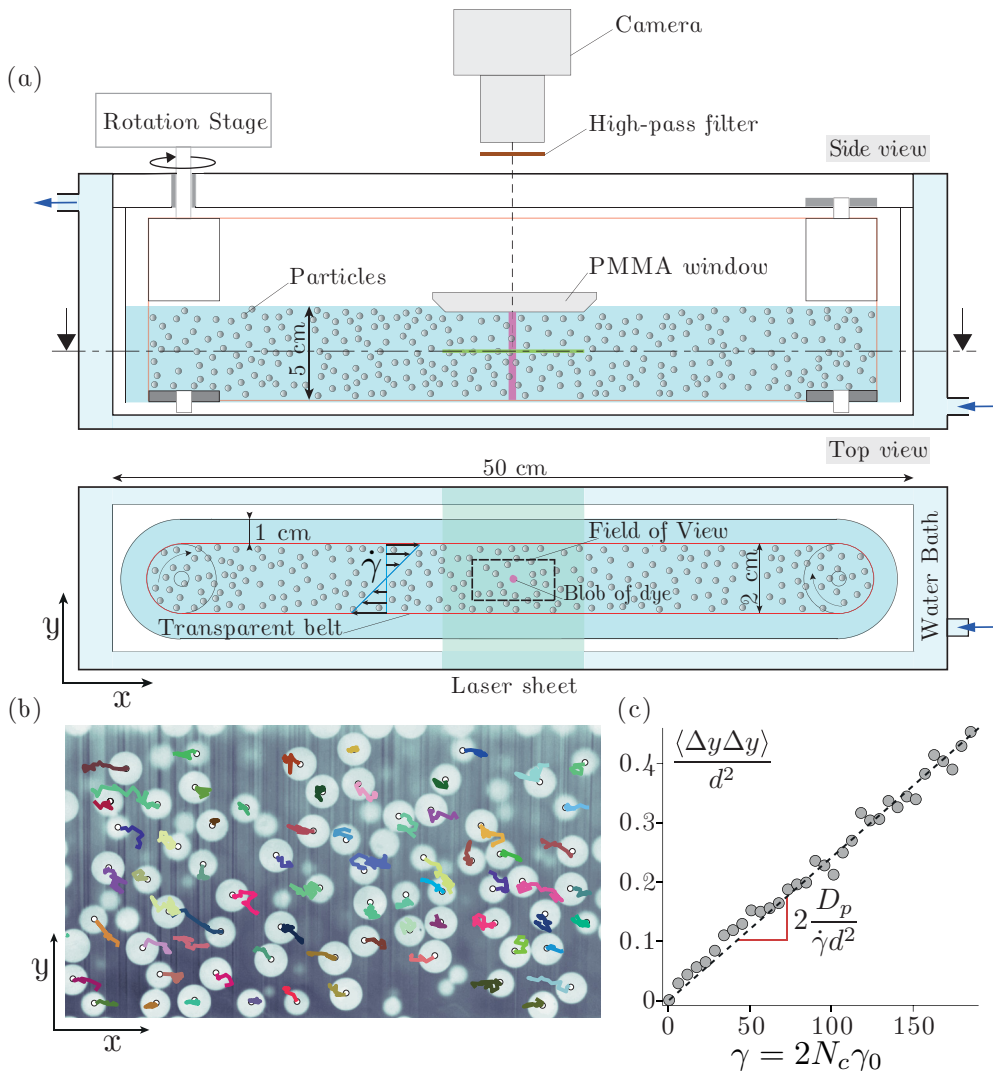 Camera
(a)
Rotation Stage
High-pass filter
Side view
Particles
PMMA window
5 cm
Top view
50 cm
1 cm
Field of View
γ̇
Blob of dye
2 cm
Water Bath
Transparent belt
y
x
Laser sheet
(b)
(c)
y
x
⟨ΔyΔy⟩
d²
0.4
0.3
0.2
0.1
0
2 D_p
γ̇d²
0 50 100 150
γ = 2N_cγ₀